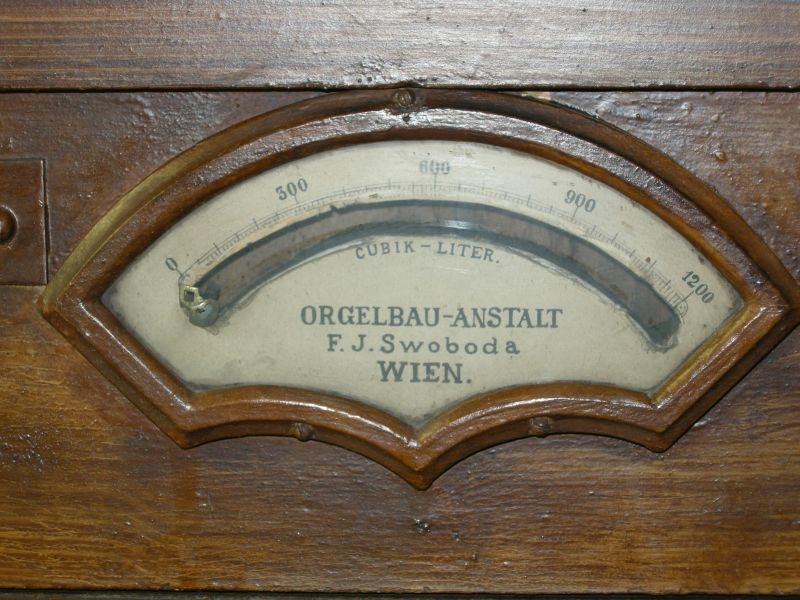 0 300 600 900 1200
CUBIK-LITER.
ORGELBAU-ANSTALT
F. J. Swoboda
WIEN.